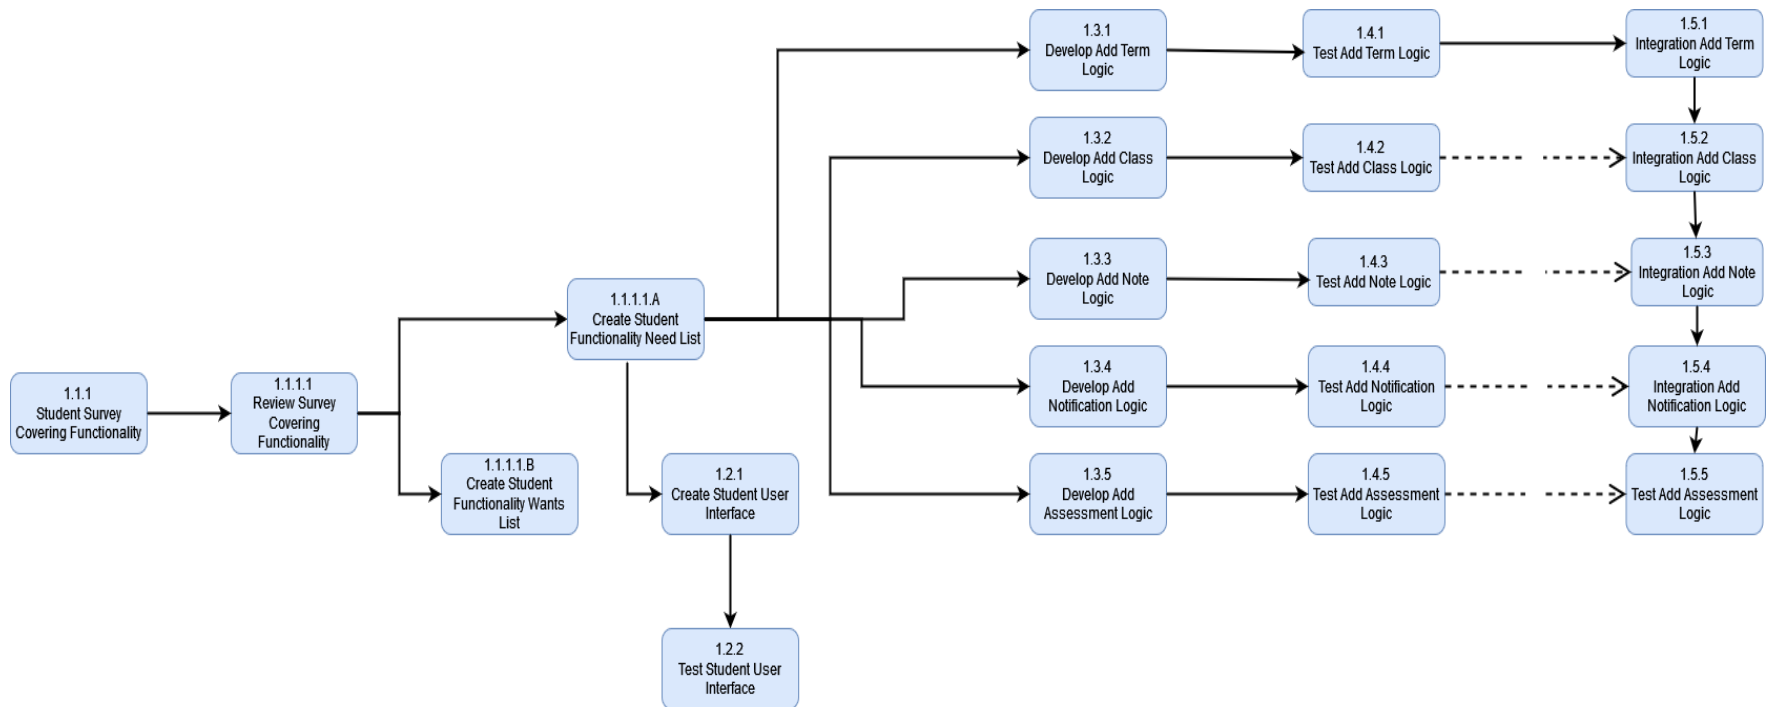 1.1.1
Student Survey
Covering Functionality
1.1.1.1
Review Survey
Covering
Functionality
1.1.1.1.A
Create Student
Functionality Need List
1.1.1.1.B
Create Student
Functionality Wants
List
1.2.1
Create Student User
Interface
1.2.2
Test Student User
Interface
1.3.1
Develop Add Term
Logic
1.4.1
Test Add Term Logic
1.5.1
Integration Add Term
Logic
1.3.2
Develop Add Class
Logic
1.4.2
Test Add Class Logic
1.5.2
Integration Add Class
Logic
1.3.3
Develop Add Note
Logic
1.4.3
Test Add Note Logic
1.5.3
Integration Add Note
Logic
1.3.4
Develop Add
Notification Logic
1.4.4
Test Add Notification
Logic
1.5.4
Integration Add
Notification Logic
1.3.5
Develop Add
Assessment Logic
1.4.5
Test Add Assessment
Logic
1.5.5
Test Add Assessment
Logic